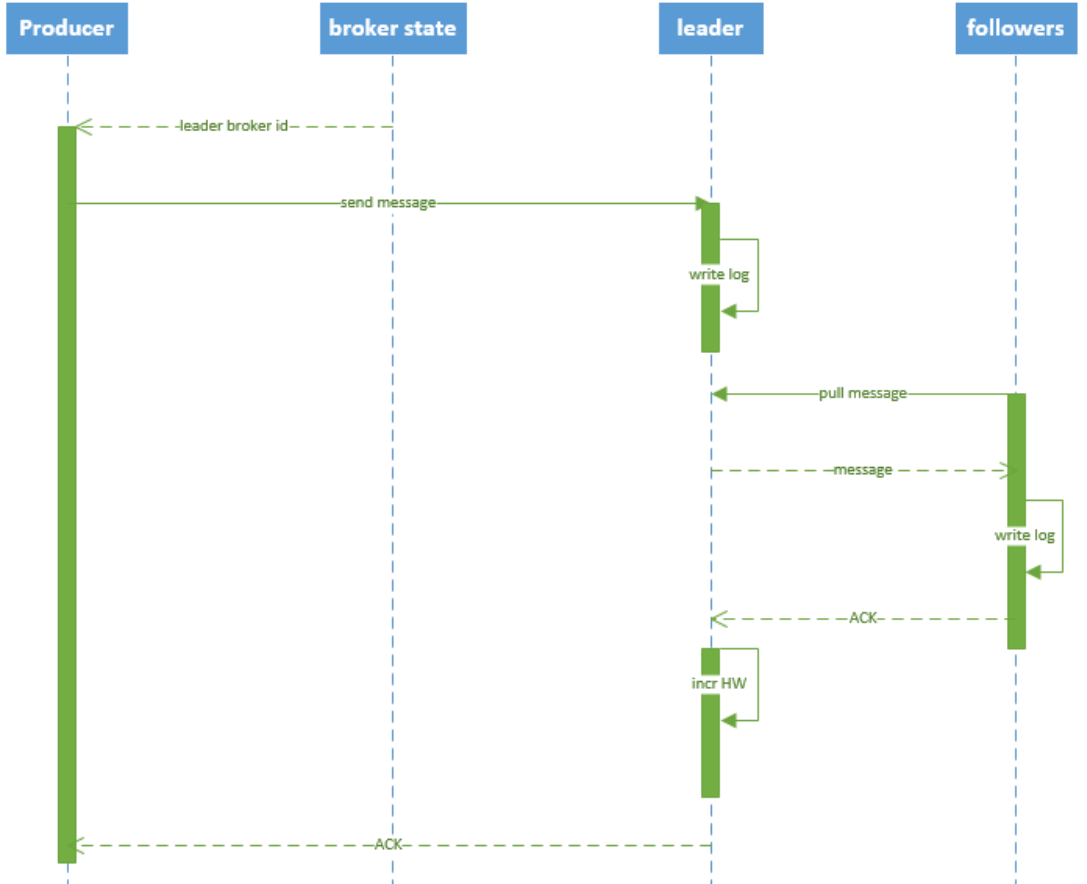 Producer
broker state
leader
followers
leader broker id
send message
write log
pull message
message
write log
ACK
incr HW
ACK